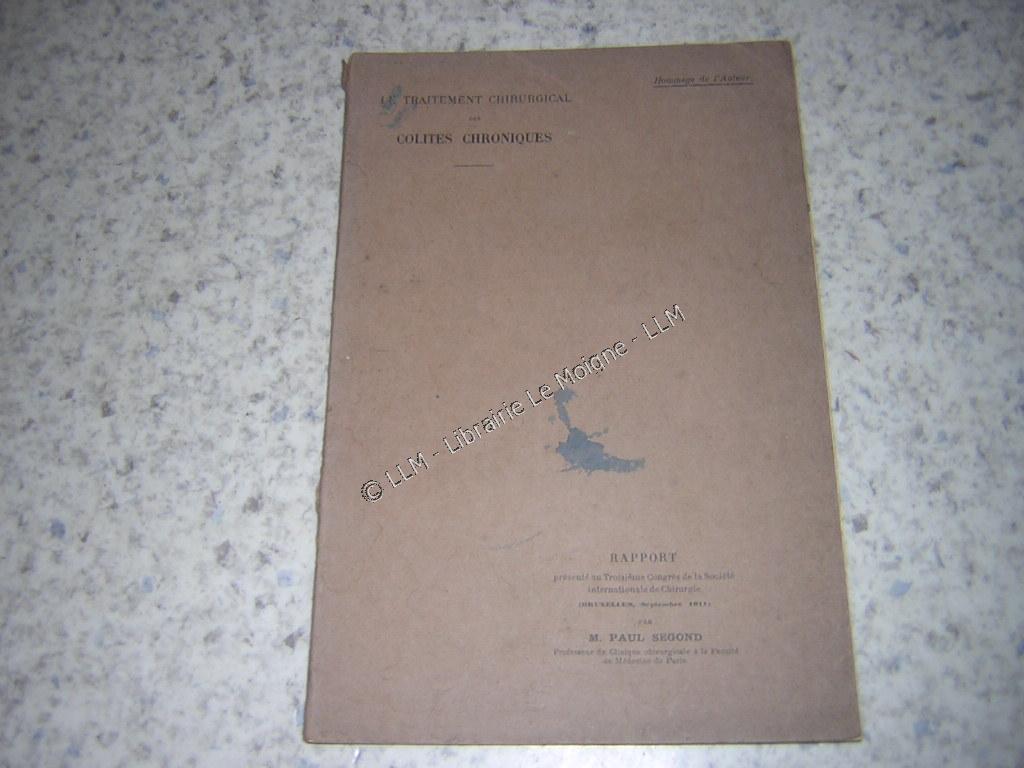 Hommage de l'Auteur.
LE TRAITEMENT CHIRURGICAL
DES
COLITES CHRONIQUES
© LLM - Librairie Le Moigne - LLM
RAPPORT
présenté au Troisième Congrès de la Société
internationale de Chirurgie
(BRUXELLES, Septembre 1911)
PAR
M. PAUL SEGOND
Professeur de Clinique chirurgicale à la Faculté
de Médecine de Paris